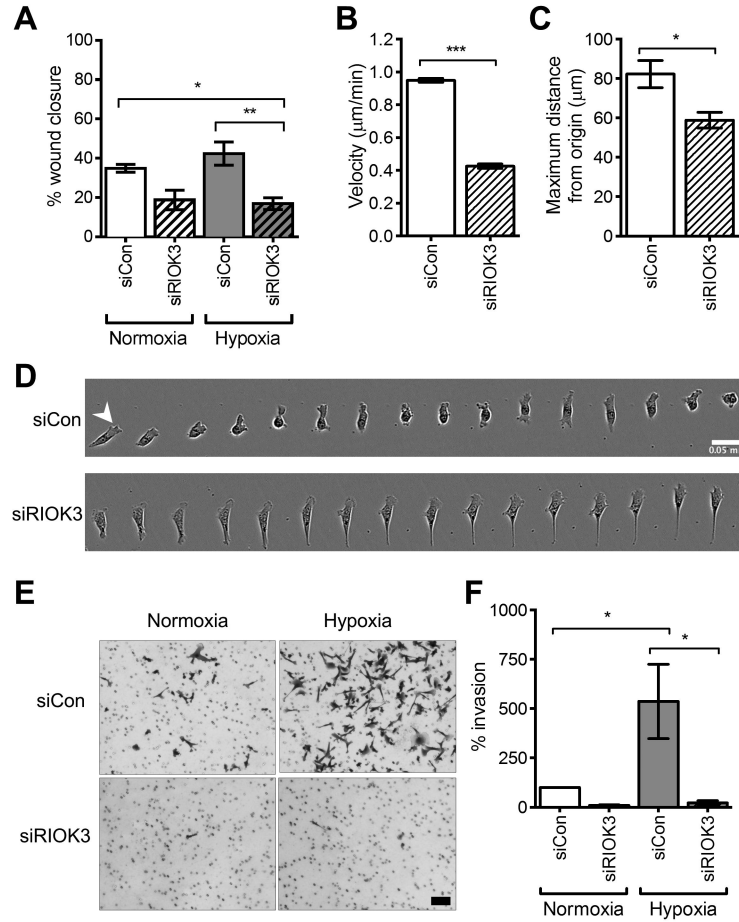 A
% wound closure
100
80
60
40
20
0
*
**
siCon
siRIOK3
siCon
siRIOK3
Normoxia
Hypoxia
B
Velocity (μm/min)
1.2
1.0
0.8
0.6
0.4
0.2
0.0
***
siCon
siRIOK3
C
Maximum distance
from origin (μm)
100
80
60
40
20
0
*
siCon
siRIOK3
D
siCon
0.05 m
siRIOK3
E
Normoxia
Hypoxia
siCon
siRIOK3
F
% invasion
1000
750
500
250
0
*
*
siCon
siRIOK3
siCon
siRIOK3
Normoxia
Hypoxia